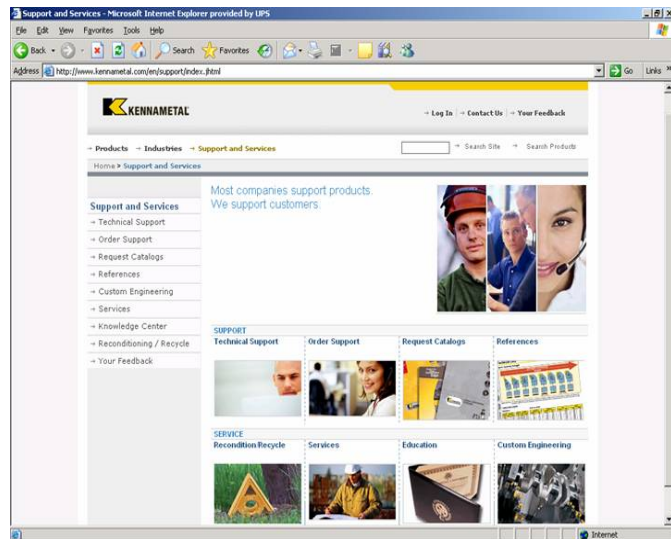 Support and Services - Microsoft Internet Explorer provided by UPS
File Edit View Favorites Tools Help
Back Search Favorites
Address http://www.kennametal.com/en/support/index.jhtml Go Links
KENNAMETAL
Log In Contact Us Your Feedback
Products Industries Support and Services Search Site Search Products
Home > Support and Services
Most companies support products.
We support customers.
Support and Services
Technical Support
Order Support
Request Catalogs
References
Custom Engineering
Services
Knowledge Center
Reconditioning / Recycle
Your Feedback
SUPPORT
Technical Support Order Support Request Catalogs References
SERVICE
Recondition/Recycle Services Education Custom Engineering
Internet